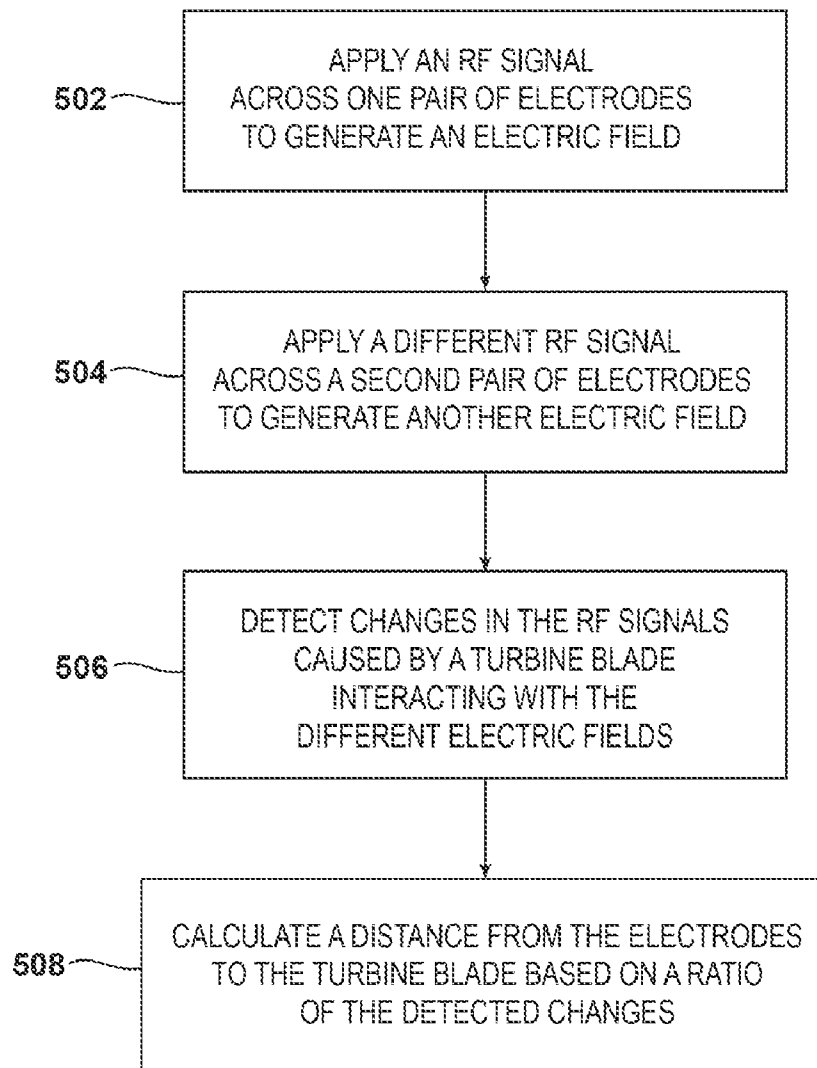 502
APPLY AN RF SIGNAL
ACROSS ONE PAIR OF ELECTRODES
TO GENERATE AN ELECTRIC FIELD
504
APPLY A DIFFERENT RF SIGNAL
ACROSS A SECOND PAIR OF ELECTRODES
TO GENERATE ANOTHER ELECTRIC FIELD
506
DETECT CHANGES IN THE RF SIGNALS
CAUSED BY A TURBINE BLADE
INTERACTING WITH THE
DIFFERENT ELECTRIC FIELDS
508
CALCULATE A DISTANCE FROM THE ELECTRODES
TO THE TURBINE BLADE BASED ON A RATIO
OF THE DETECTED CHANGES